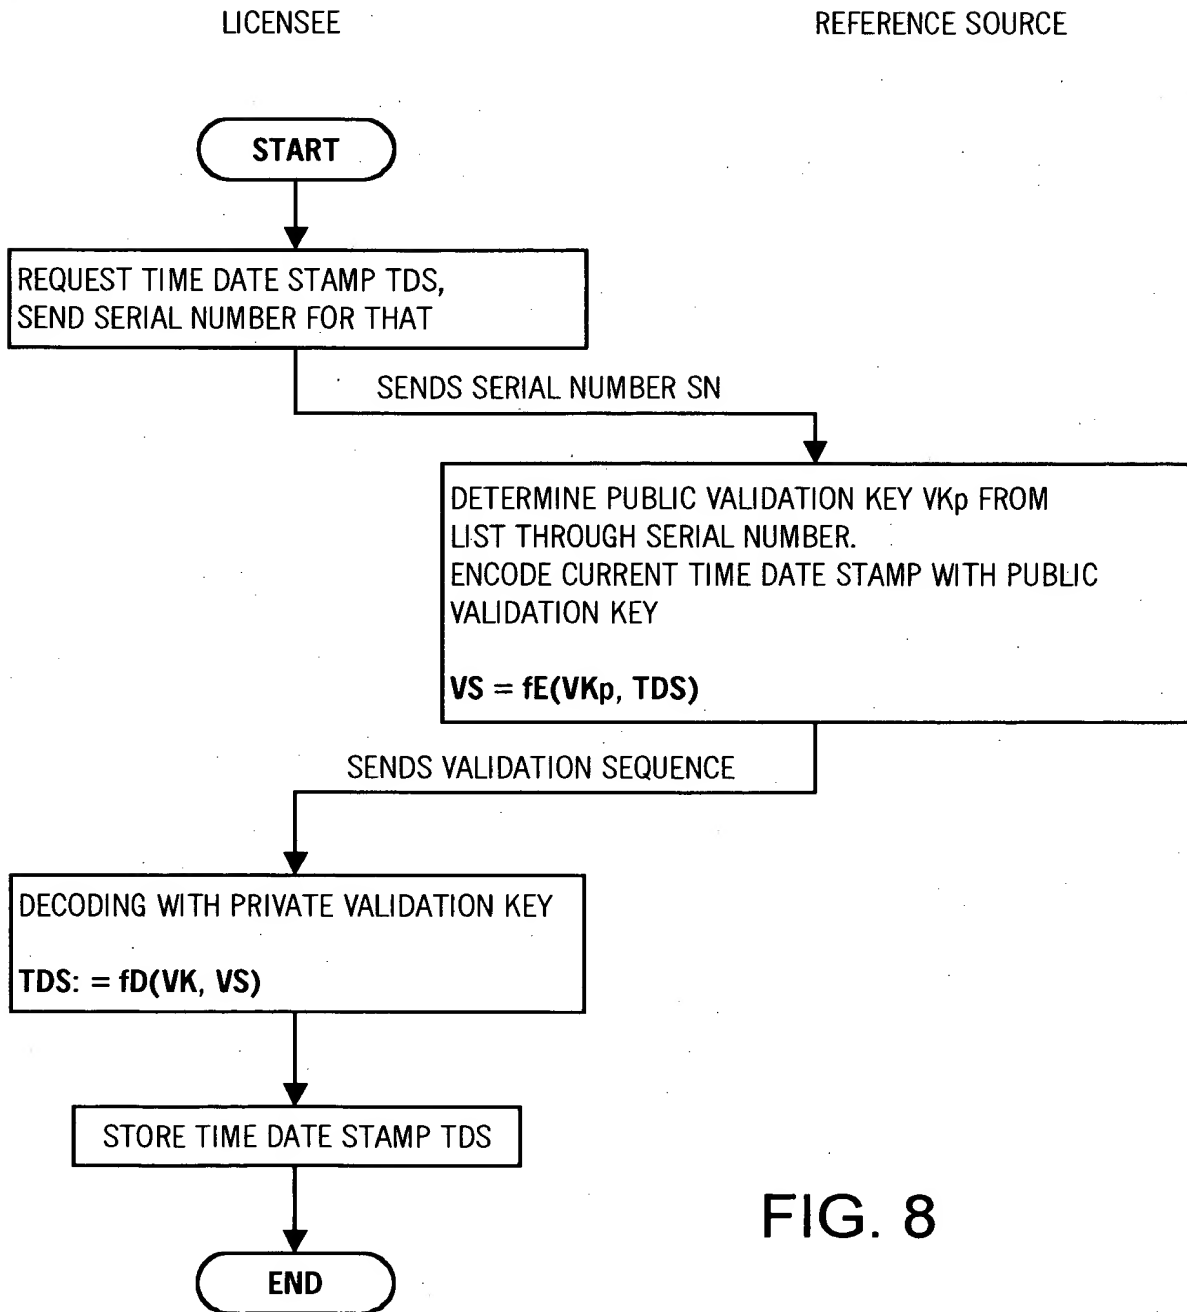 LICENSEE
REFERENCE SOURCE
START
REQUEST TIME DATE STAMP TDS,
SEND SERIAL NUMBER FOR THAT
SENDS SERIAL NUMBER SN
DETERMINE PUBLIC VALIDATION KEY VKp FROM
LIST THROUGH SERIAL NUMBER.
ENCODE CURRENT TIME DATE STAMP WITH PUBLIC
VALIDATION KEY
VS = fE(VKp, TDS)
SENDS VALIDATION SEQUENCE
DECODING WITH PRIVATE VALIDATION KEY
TDS: = fD(VK, VS)
STORE TIME DATE STAMP TDS
END
FIG. 8